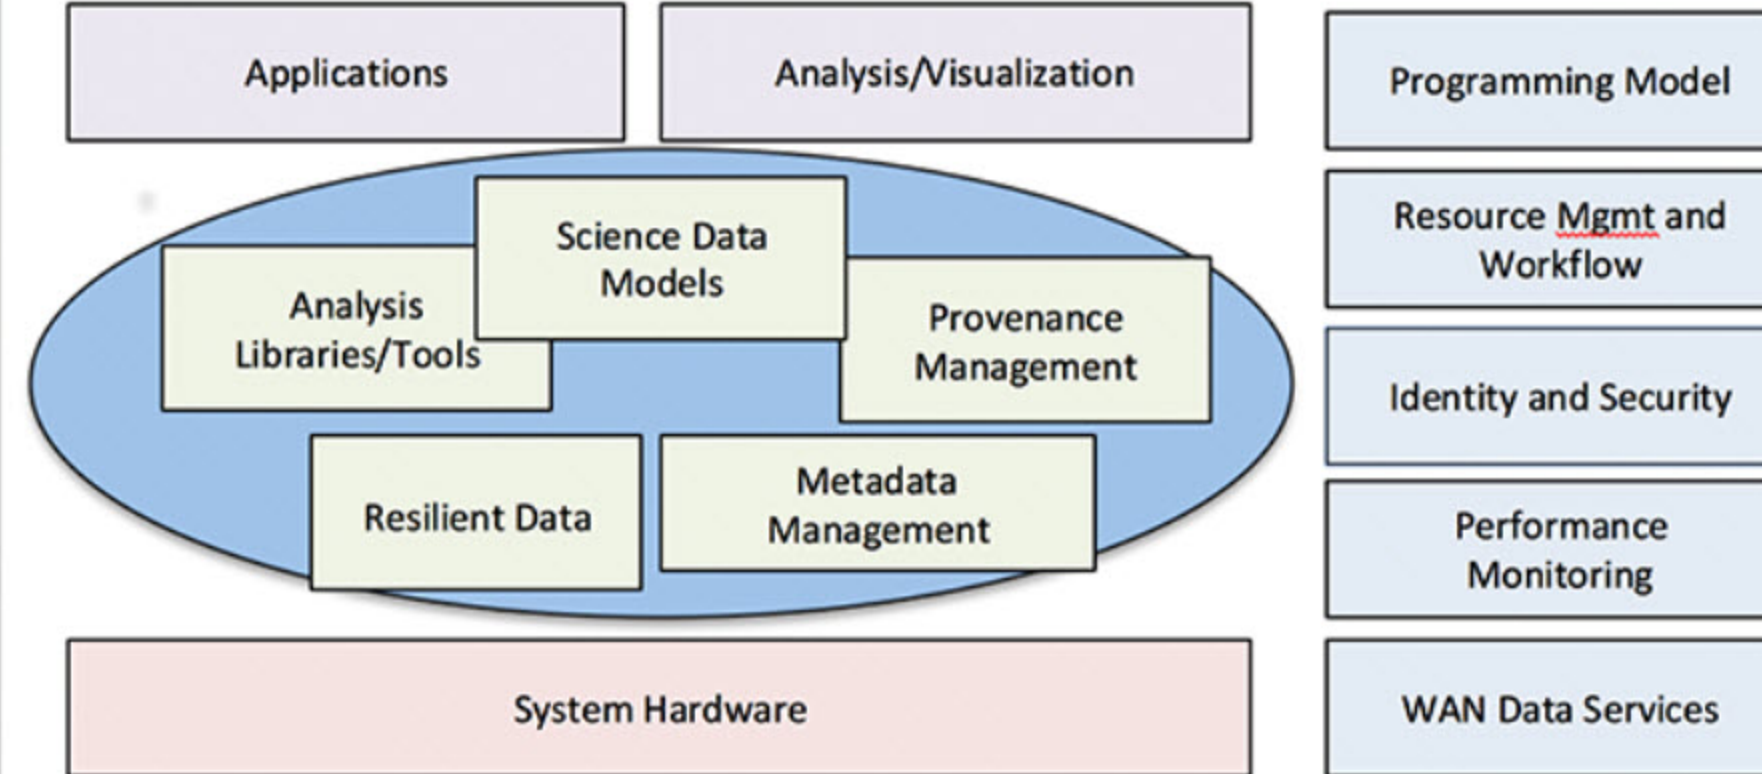 Applications
Analysis/Visualization
Science Data
Models
Analysis
Libraries/Tools
Provenance
Management
Resilient Data
Metadata
Management
System Hardware
Programming Model
Resource Mgmt and
Workflow
Identity and Security
Performance
Monitoring
WAN Data Services